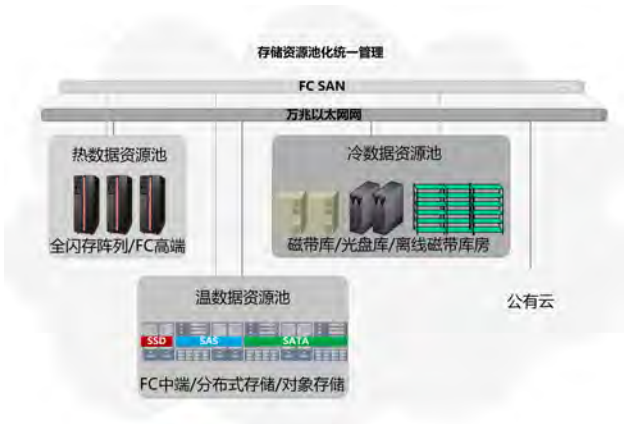 存储资源池化统一管理
FC SAN
万兆以太网网
热数据资源池
全闪存阵列/FC高端
冷数据资源池
磁带库/光盘库/离线磁带库房
温数据资源池
SSD
SAS
SATA
FC中端/分布式存储/对象存储
公有云